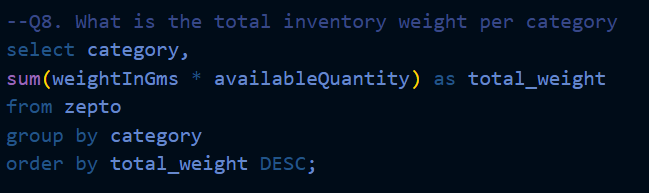 --Q8. What is the total inventory weight per category
select category,
sum(weightInGms * availableQuantity) as total_weight
from zepto
group by category
order by total_weight DESC;